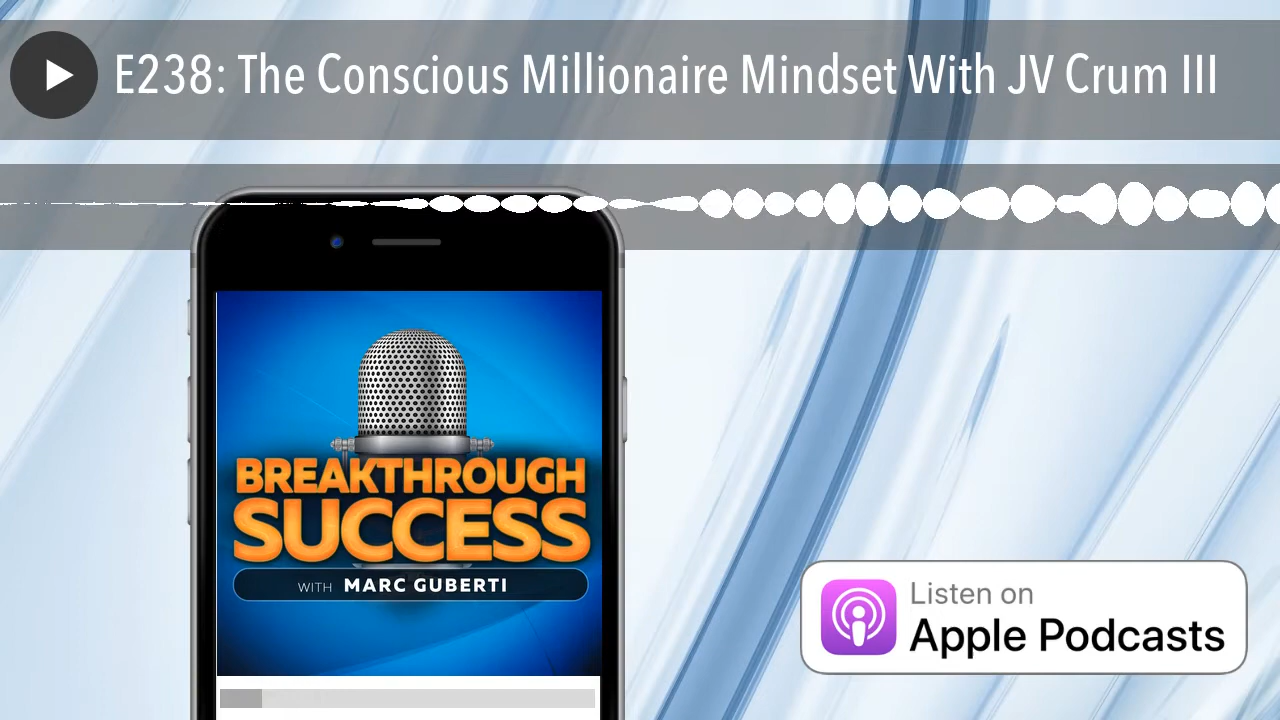 E238: The Conscious Millionaire Mindset With JV Crum III
BREAKTHROUGH
SUCCESS
WITH MARC GUBERTI
Listen on
Apple Podcasts